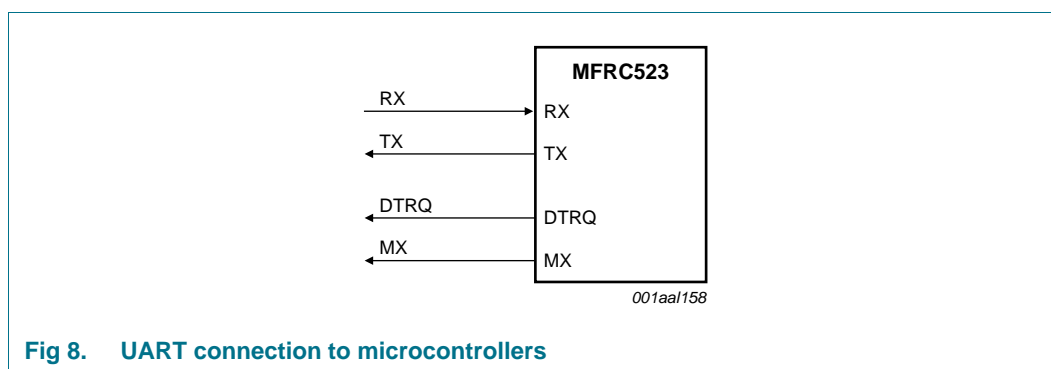 MFRC523
RX RX
TX TX
DTRQ DTRQ
MX MX
001aal158
Fig 8. UART connection to microcontrollers